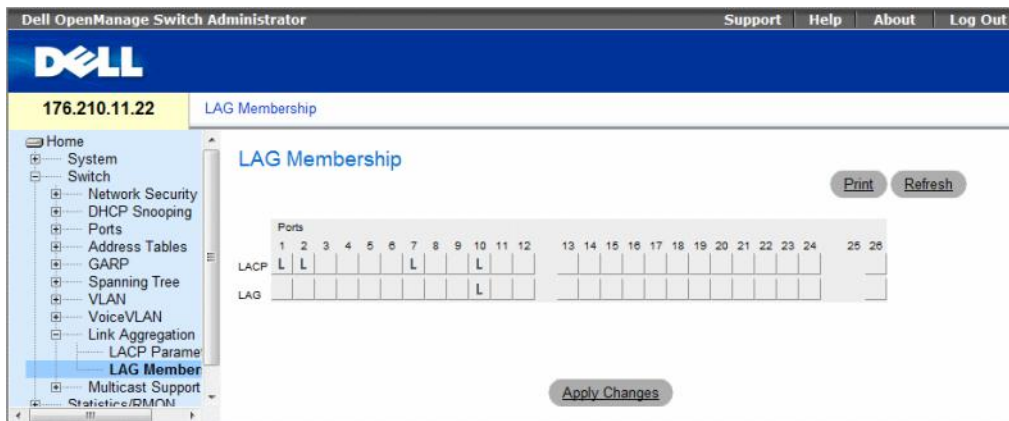 Dell OpenManage Switch Administrator
Support Help About Log Out
DELL
176.210.11.22
LAG Membership
Home
System
Switch
Network Security
DHCP Snooping
Ports
Address Tables
GARP
Spanning Tree
VLAN
VoiceVLAN
Link Aggregation
LACP Parame
LAG Member
Multicast Support
Statistics/RMON
LAG Membership
Print Refresh
Ports
1 2 3 4 5 6 7 8 9 10 11 12 13 14 15 16 17 18 19 20 21 22 23 24 25 26
LACP L L L L
LAG L
Apply Changes